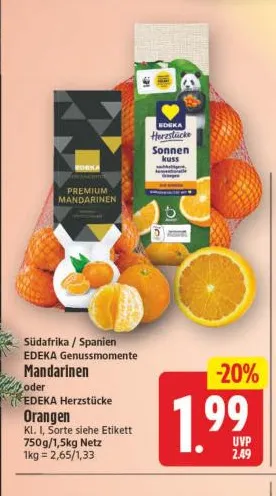 EDEKA
Herzstücke
Sonnen
kuss
EDEKA
PREMIUM
MANDARINEN
Südafrika / Spanien
EDEKA Genussmomente
Mandarinen
oder
EDEKA Herzstücke
Orangen
Kl. I, Sorte siehe Etikett
750g/1,5kg Netz
1kg = 2,65/1,33
-20%
1.99
UVP
2.49